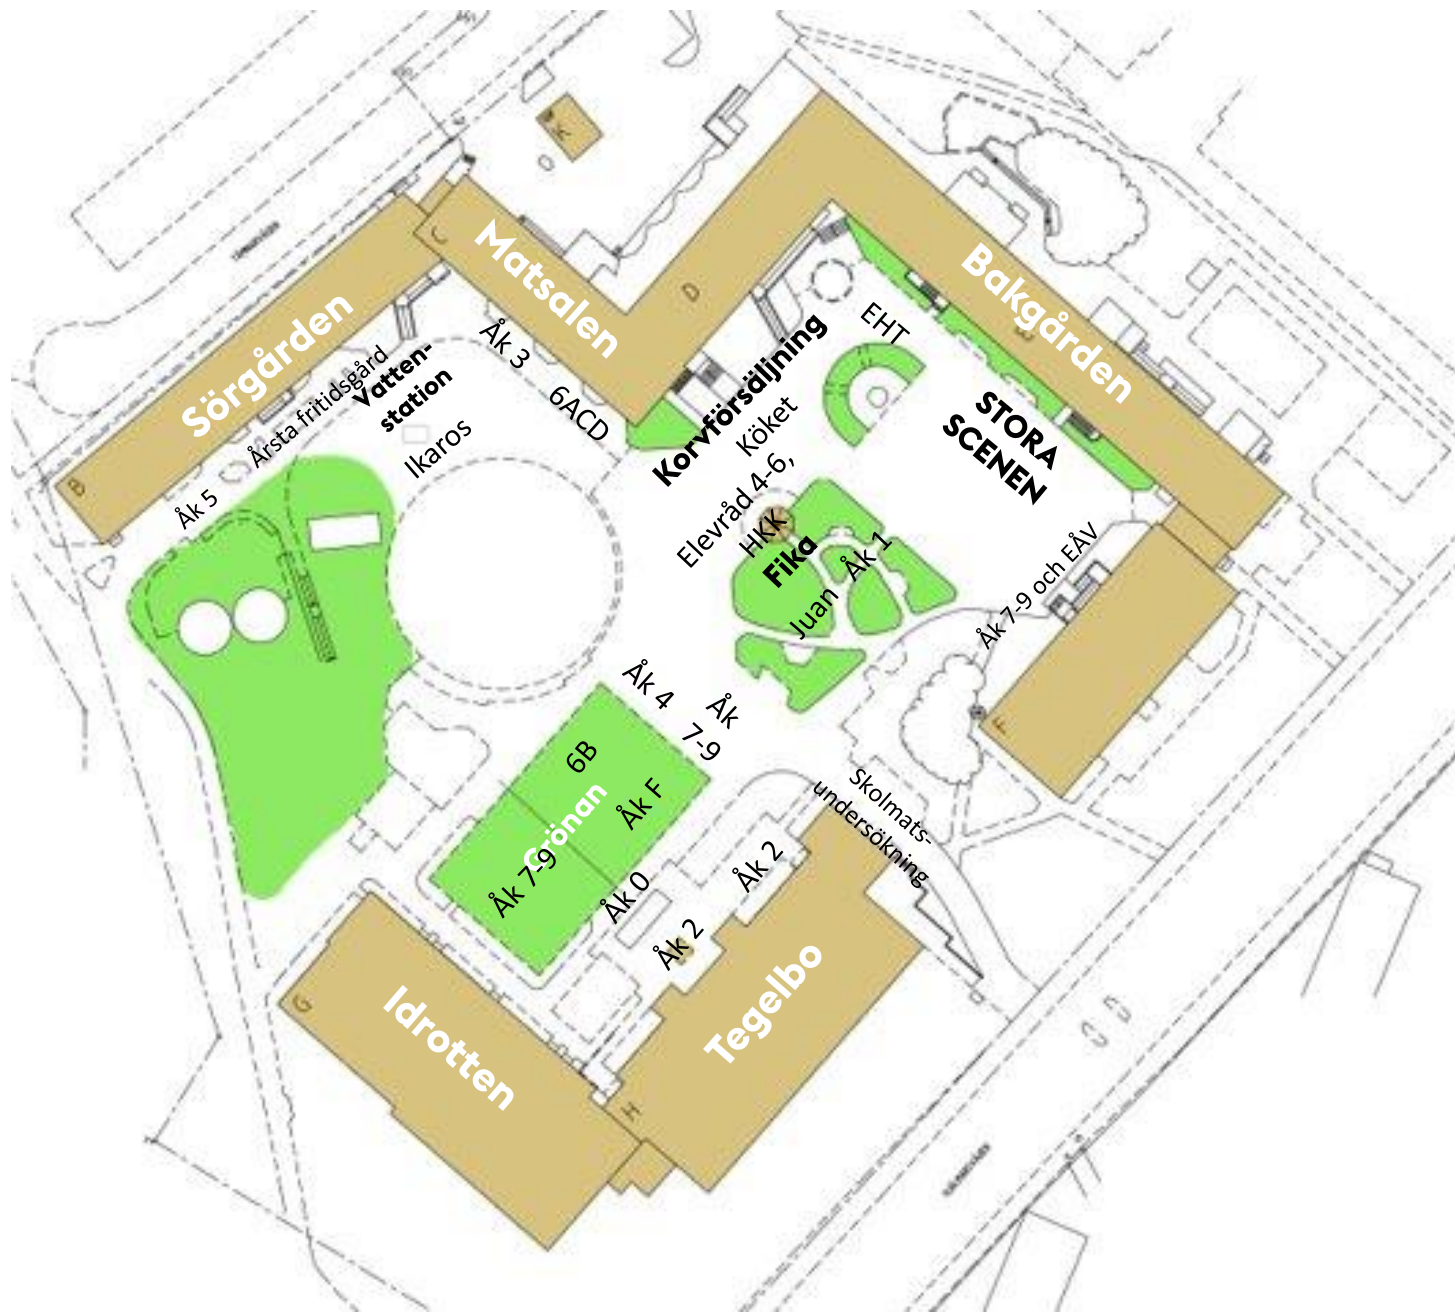 Matsalen
Sörgården
Bakgården
C
D
B
E
F
G
H
K
EHT
Åk 3
6ACD
Korvförsäljning
Köket
STORA
SCENEN
Årsta fritidsgård
Vatten-
station
Ikaros
Åk 5
Elevråd 4-6,
HKK
Fika
Åk 1
Juan
Åk 7-9 och EÅV
Åk 4
Åk
7-9
6B
Åk F
Grönan
Åk 7-9
Åk 0
Åk 2
Åk 2
Skolmats-
undersökning
Idrotten
Tegelbo